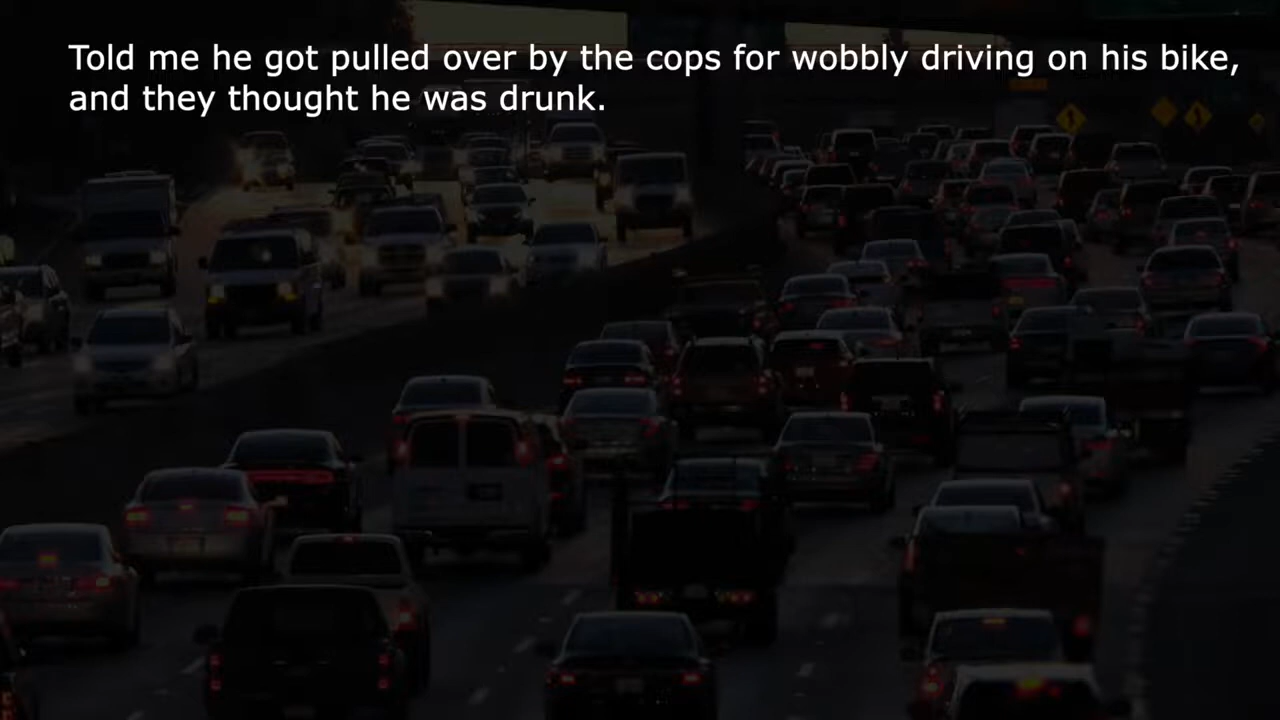 Told me he got pulled over by the cops for wobbly driving on his bike,
and they thought he was drunk.